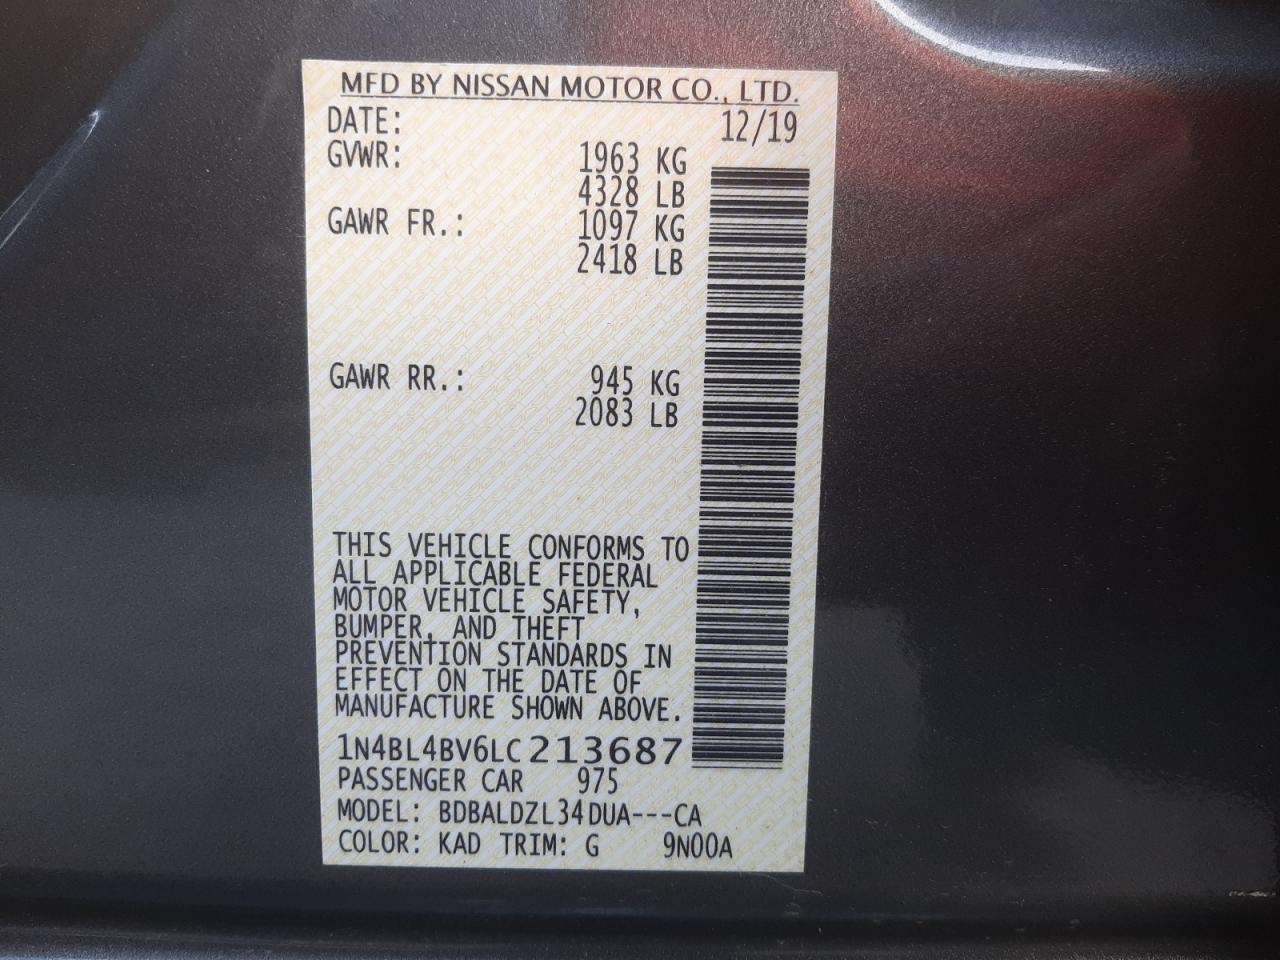 MFD BY NISSAN MOTOR CO., LTD.
DATE: 12/19
GVWR: 1963 KG
4328 LB
GAWR FR.: 1097 KG
2418 LB
GAWR RR.: 945 KG
2083 LB
THIS VEHICLE CONFORMS TO
ALL APPLICABLE FEDERAL
MOTOR VEHICLE SAFETY,
BUMPER, AND THEFT
PREVENTION STANDARDS IN
EFFECT ON THE DATE OF
MANUFACTURE SHOWN ABOVE.
1N4BL4BV6LC213687
PASSENGER CAR 975
MODEL: BDBALDZL34DUA---CA
COLOR: KAD TRIM: G 9N00A